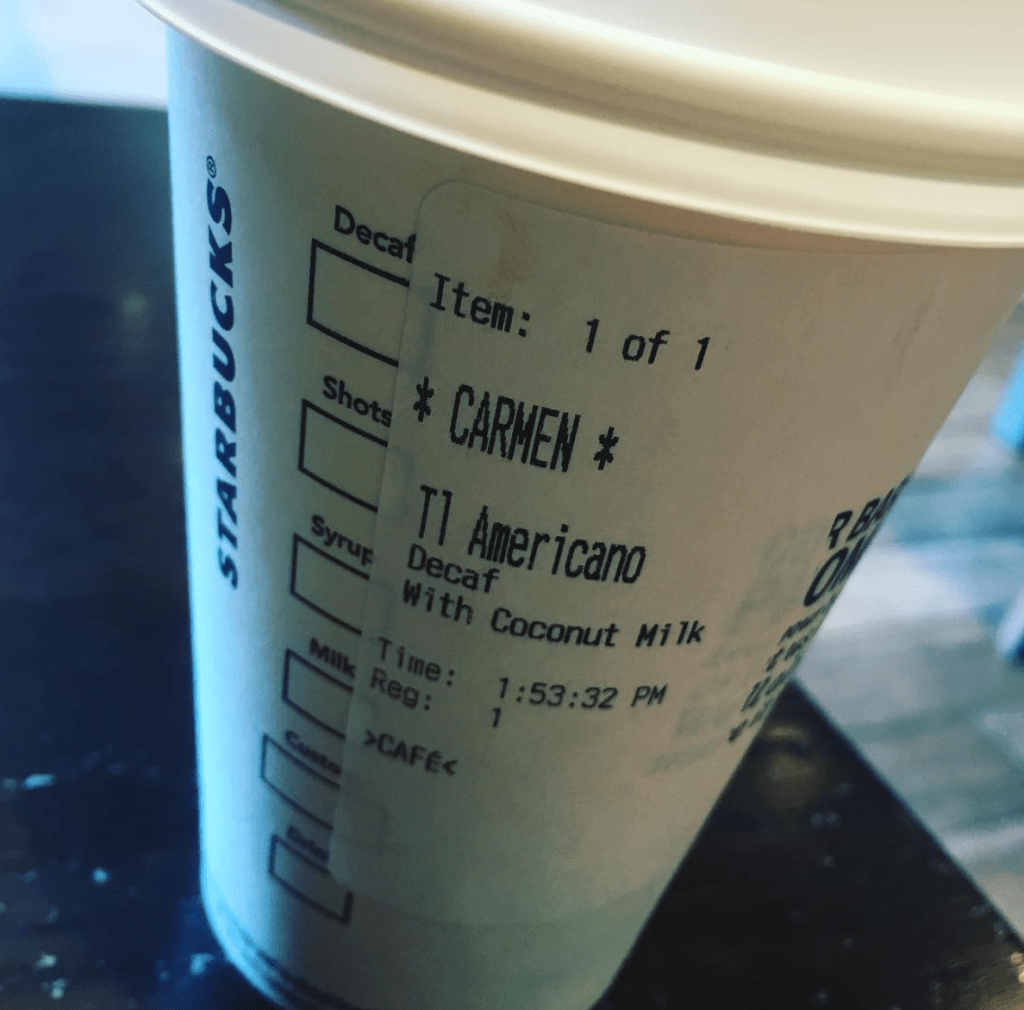 STARBUCKS®
Decaf
Shots
Syrup
Milk
Item: 1 of 1
* CARMEN *
Tl Americano
Decaf
With Coconut Milk
Time: 1:53:32 PM
Reg: 1
>CAFÉ<